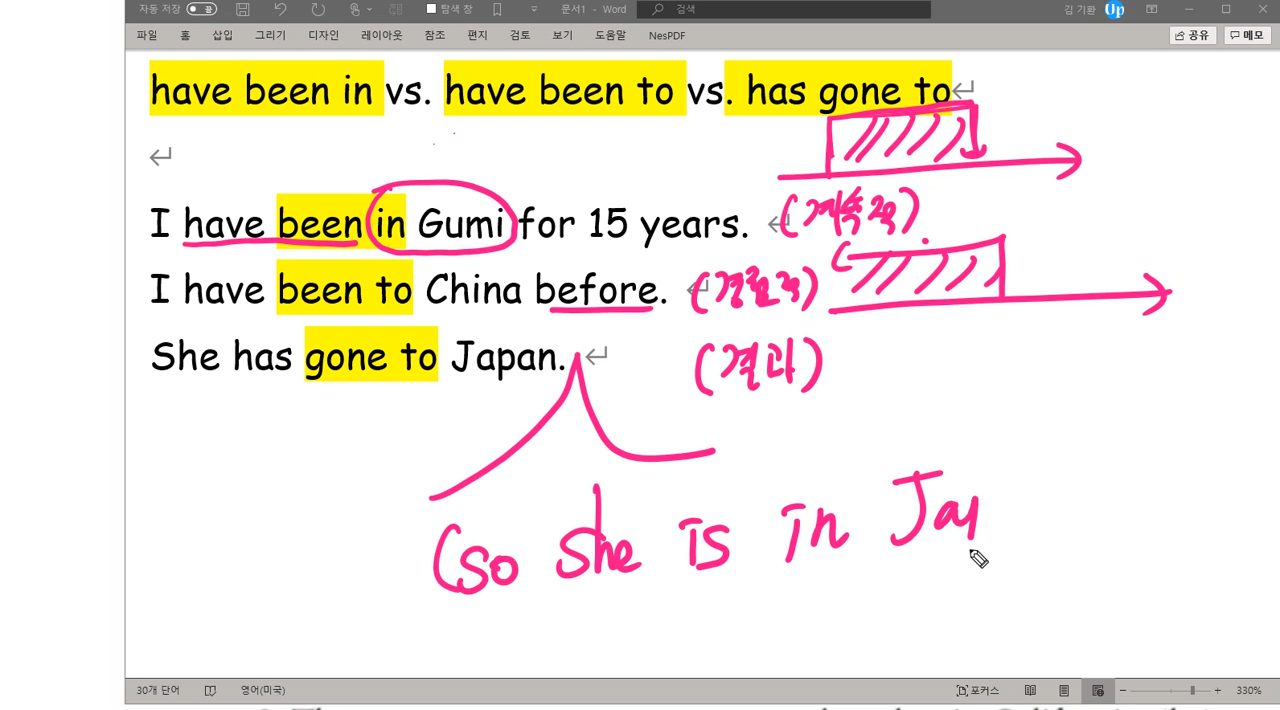 자동 저장 끔 탐색 창 문서1 - Word 검색 김 기환 Up
파일 홈 삽입 그리기 디자인 레이아웃 참조 편지 검토 보기 도움말 NesPDF 공유 메모
have been in vs. have been to vs. has gone to
I have been in Gumi for 15 years. (계속적)
I have been to China before. (경험적)
She has gone to Japan. (결과)
(so she is in Jap
30개 단어 영어(미국) 포커스 330%